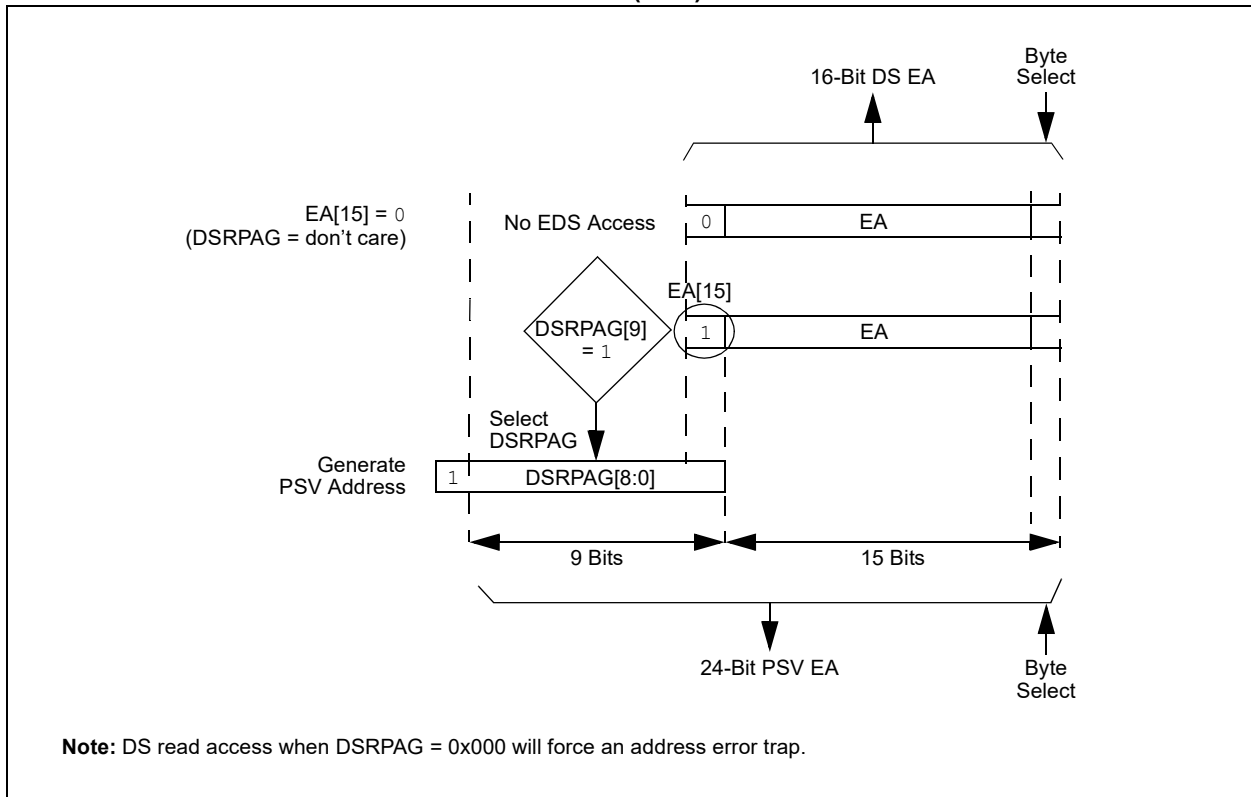 16-Bit DS EA
Byte
Select
EA[15] = 0
(DSRPAG = don't care)
No EDS Access
0
EA
EA[15]
DSRPAG[9]
= 1
1
EA
Select
DSRPAG
Generate
PSV Address
1
DSRPAG[8:0]
9 Bits
15 Bits
24-Bit PSV EA
Byte
Select
Note: DS read access when DSRPAG = 0x000 will force an address error trap.